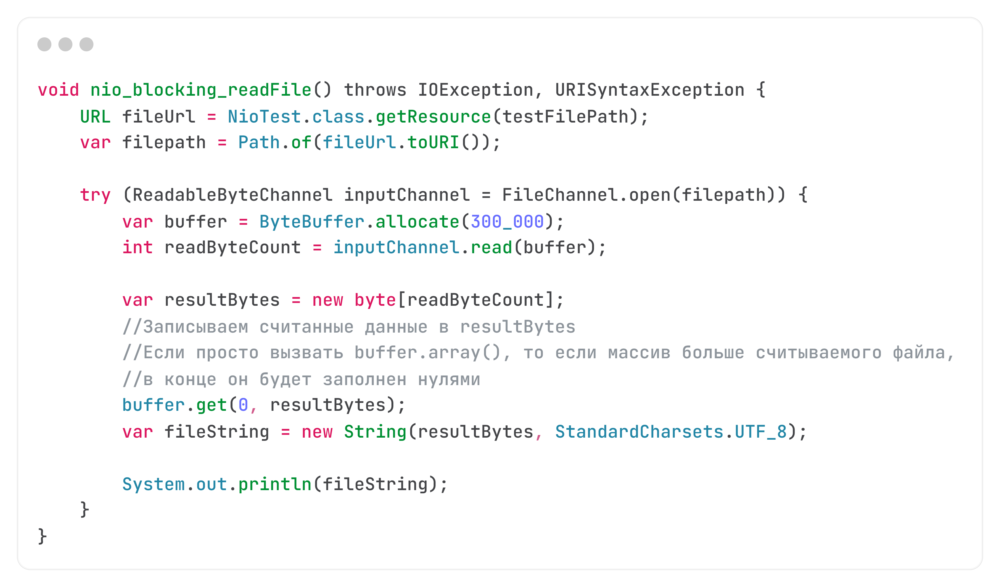 void nio_blocking_readFile() throws IOException, URISyntaxException {
    URL fileUrl = NioTest.class.getResource(testFilePath);
    var filepath = Path.of(fileUrl.toURI());

    try (ReadableByteChannel inputChannel = FileChannel.open(filepath)) {
        var buffer = ByteBuffer.allocate(300_000);
        int readByteCount = inputChannel.read(buffer);

        var resultBytes = new byte[readByteCount];
        //Записываем считанные данные в resultBytes
        //Если просто вызвать buffer.array(), то если массив больше считываемого файла,
        //в конце он будет заполнен нулями
        buffer.get(0, resultBytes);
        var fileString = new String(resultBytes, StandardCharsets.UTF_8);

        System.out.println(fileString);
    }
}